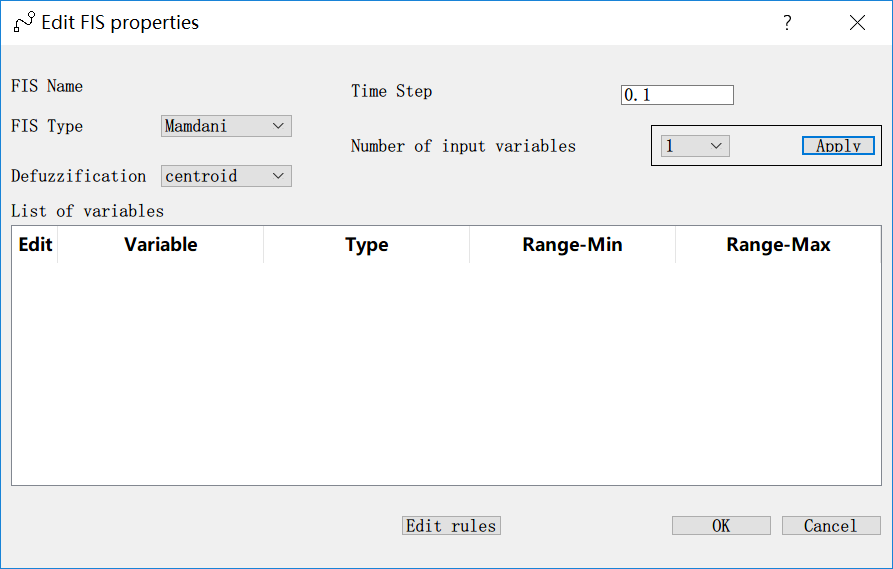 Edit FIS properties ?
FIS Name
Time Step 0.1
FIS Type Mamdani
Number of input variables 1 Apply
Defuzzification centroid
List of variables
Edit Variable Type Range-Min Range-Max
Edit rules OK Cancel